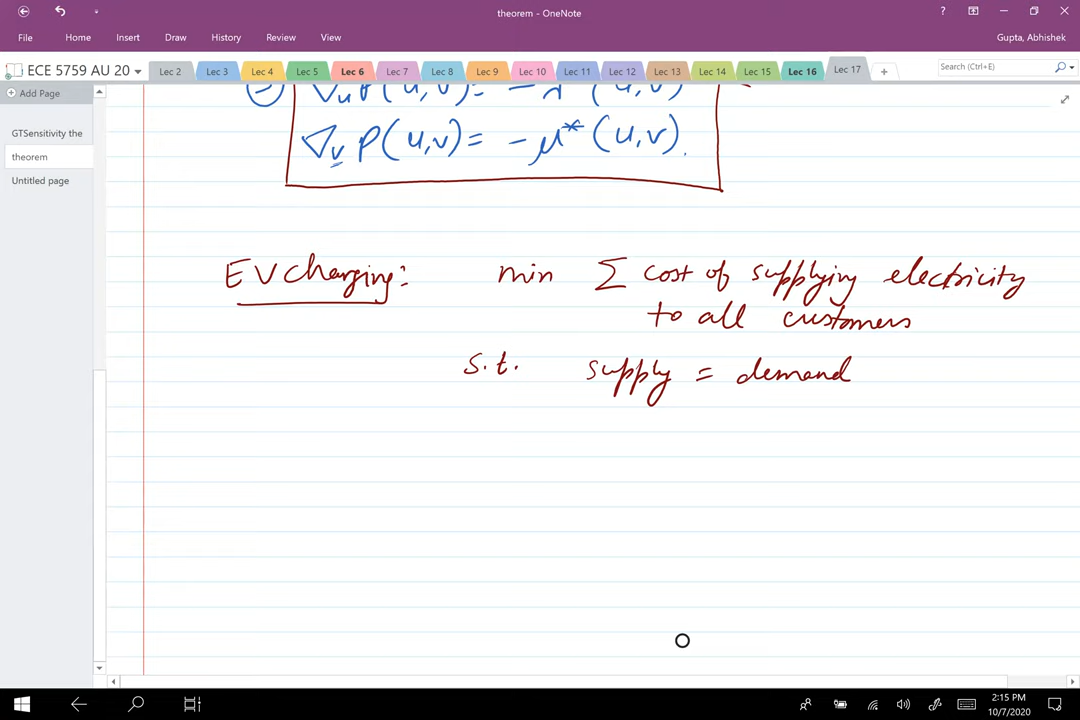 theorem - OneNote
File Home Insert Draw History Review View
Gupta, Abhishek
ECE 5759 AU 20
Lec 2 Lec 3 Lec 4 Lec 5 Lec 6 Lec 7 Lec 8 Lec 9 Lec 10 Lec 11 Lec 12 Lec 13 Lec 14 Lec 15 Lec 16 Lec 17
Search (Ctrl+E)
Add Page
GTSensitivity the
theorem
Untitled page
∇u P(u,v) = -λ* (u,v)
∇v P(u,v) = -μ* (u,v).
EV charging: min Σ cost of supplying electricity
to all customers
s.t. supply = demand
2:15 PM
10/7/2020